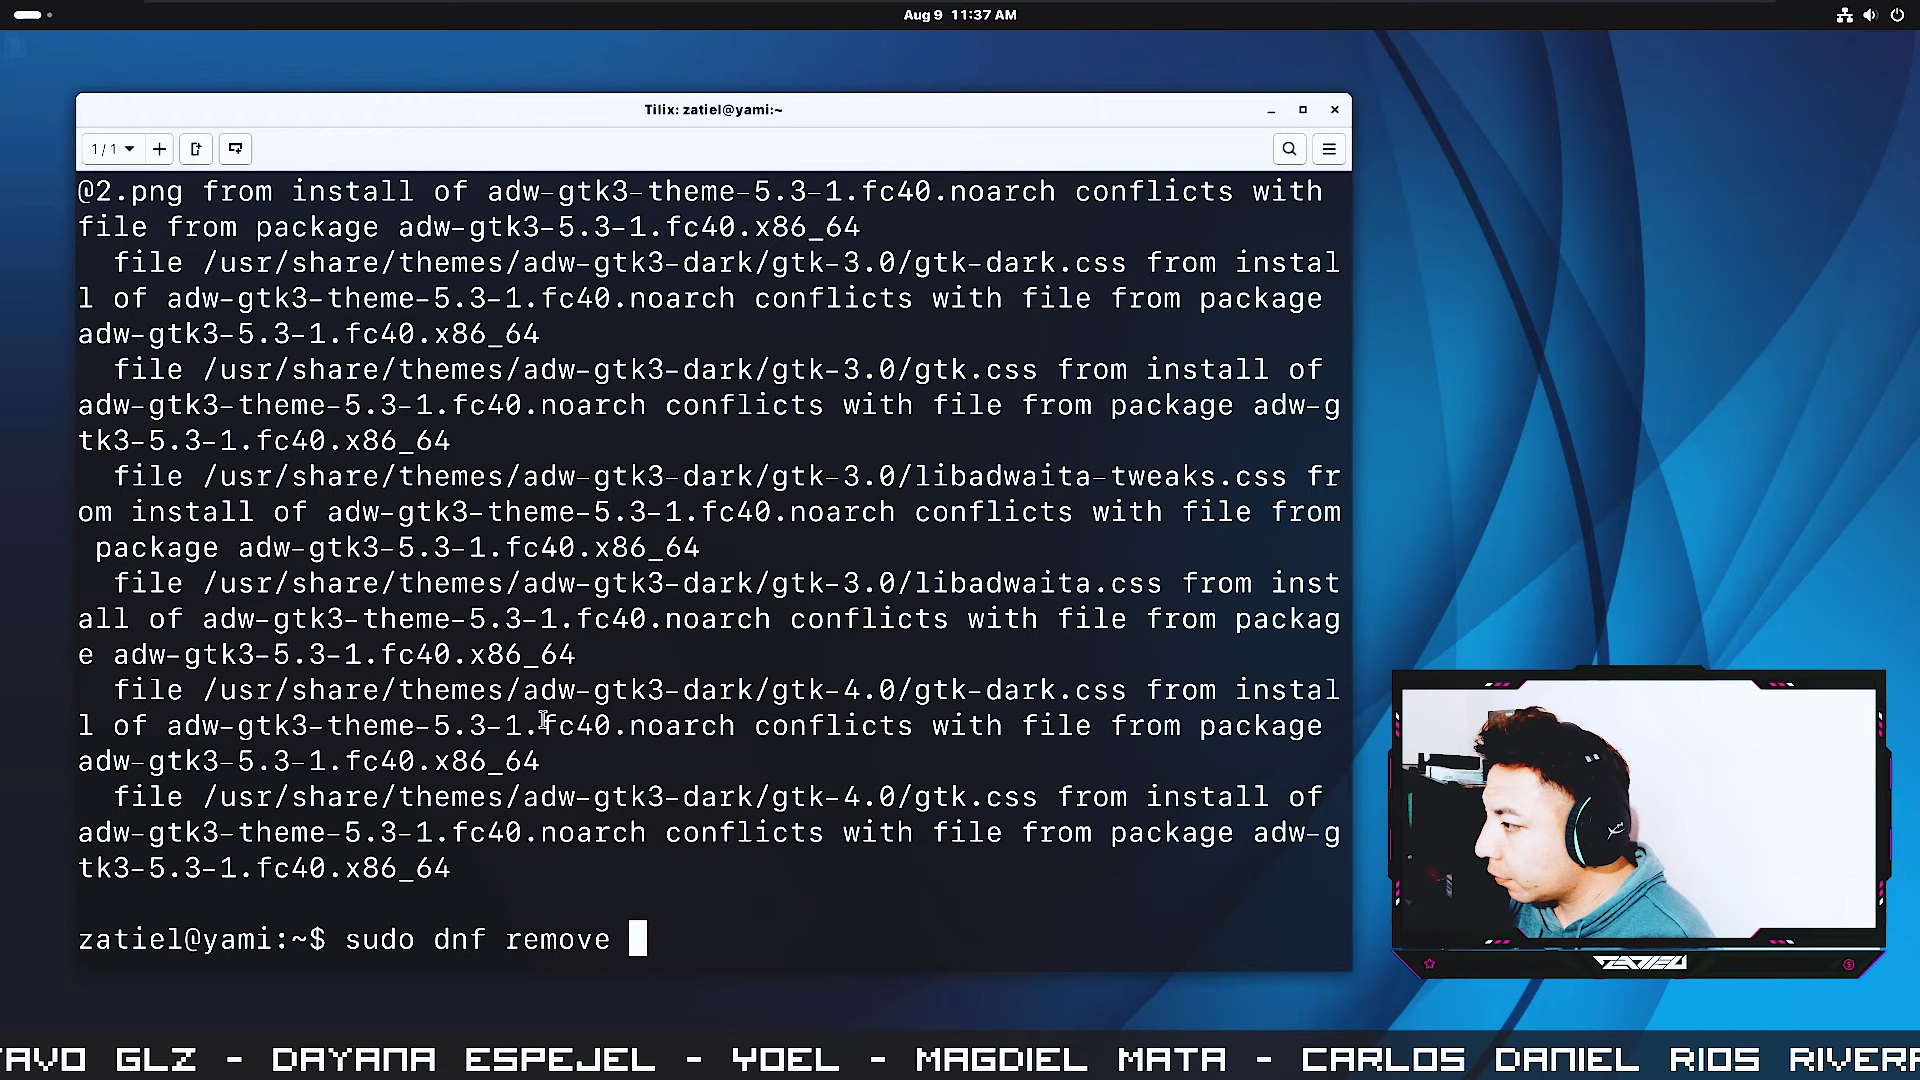 Aug 9 11:37 AM
Tilix: zatiel@yami:~
1 / 1
@2.png from install of adw-gtk3-theme-5.3-1.fc40.noarch conflicts with
file from package adw-gtk3-5.3-1.fc40.x86_64
file /usr/share/themes/adw-gtk3-dark/gtk-3.0/gtk-dark.css from instal
l of adw-gtk3-theme-5.3-1.fc40.noarch conflicts with file from package
adw-gtk3-5.3-1.fc40.x86_64
file /usr/share/themes/adw-gtk3-dark/gtk-3.0/gtk.css from install of
adw-gtk3-theme-5.3-1.fc40.noarch conflicts with file from package adw-g
tk3-5.3-1.fc40.x86_64
file /usr/share/themes/adw-gtk3-dark/gtk-3.0/libadwaita-tweaks.css fr
om install of adw-gtk3-theme-5.3-1.fc40.noarch conflicts with file from
package adw-gtk3-5.3-1.fc40.x86_64
file /usr/share/themes/adw-gtk3-dark/gtk-3.0/libadwaita.css from inst
all of adw-gtk3-theme-5.3-1.fc40.noarch conflicts with file from packag
e adw-gtk3-5.3-1.fc40.x86_64
file /usr/share/themes/adw-gtk3-dark/gtk-4.0/gtk-dark.css from instal
l of adw-gtk3-theme-5.3-1.fc40.noarch conflicts with file from package
adw-gtk3-5.3-1.fc40.x86_64
file /usr/share/themes/adw-gtk3-dark/gtk-4.0/gtk.css from install of
adw-gtk3-theme-5.3-1.fc40.noarch conflicts with file from package adw-g
tk3-5.3-1.fc40.x86_64
zatiel@yami:~$ sudo dnf remove
TAVO GLZ - DAYANA ESPEJEL - YOEL - MAGDIEL MATA - CARLOS DANIEL RIOS RIVER